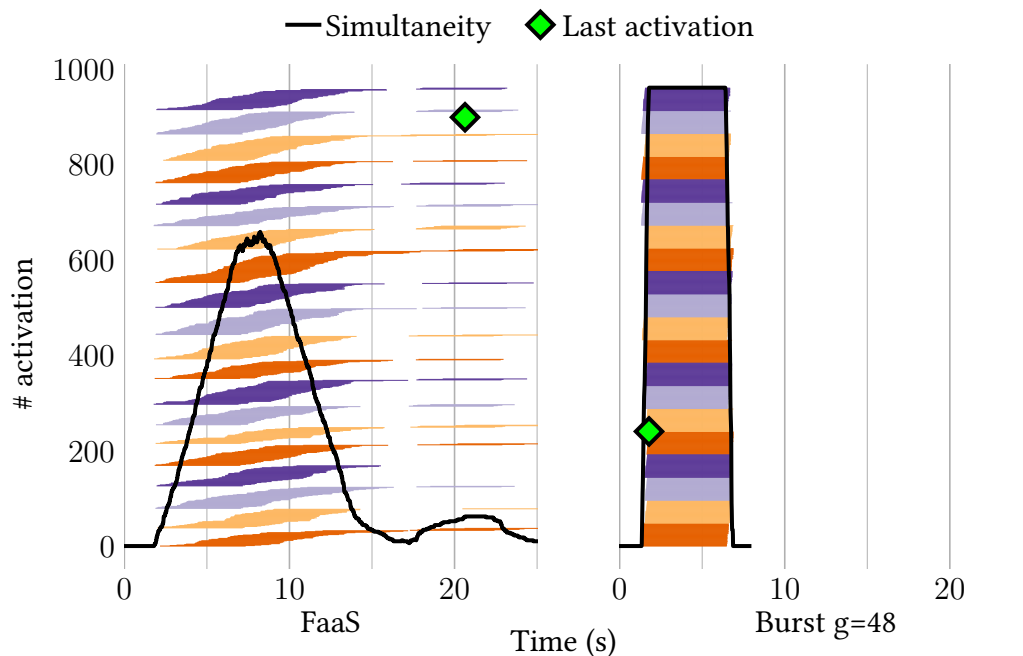 Simultaneity Last activation
# activation
1000
800
600
400
200
0
0 10 20 0 10 20
FaaS Burst g=48
Time (s)